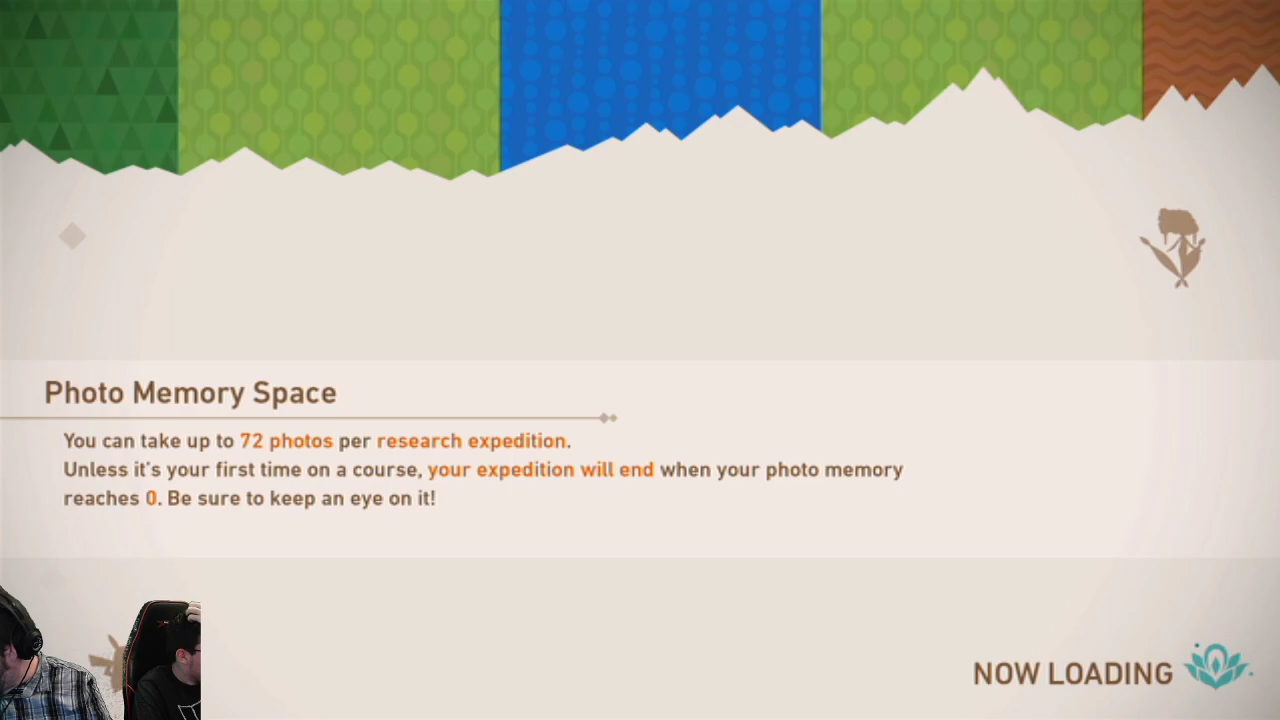 Photo Memory Space
You can take up to 72 photos per research expedition.
Unless it's your first time on a course, your expedition will end when your photo memory
reaches 0. Be sure to keep an eye on it!
NOW LOADING